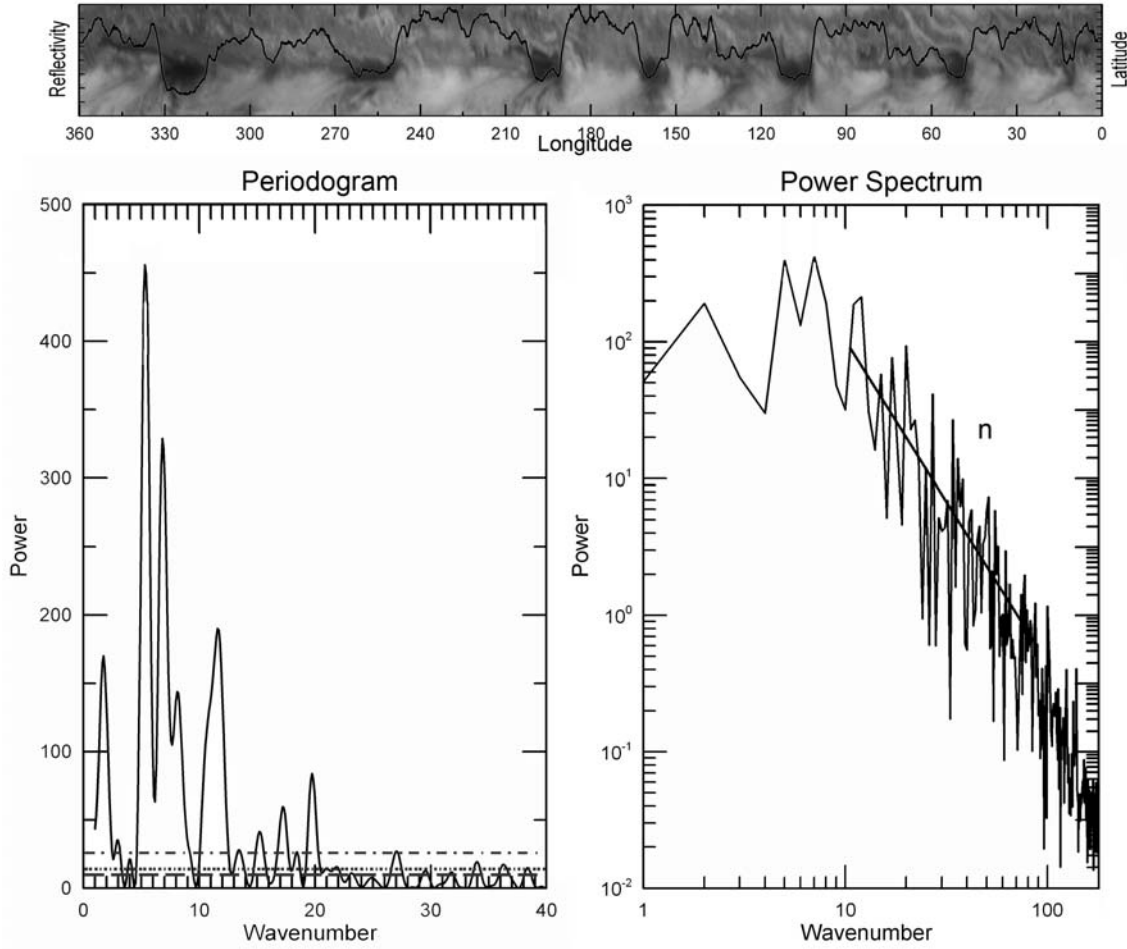 Reflectivity
Latitude
360 330 300 270 240 210 180 150 120 90 60 30 0
Longitude
Periodogram
500
400
300
200
100
0
Power
0 10 20 30 40
Wavenumber
Power Spectrum
10³
10²
10¹
10⁰
10⁻¹
10⁻²
Power
n
1 10 100
Wavenumber